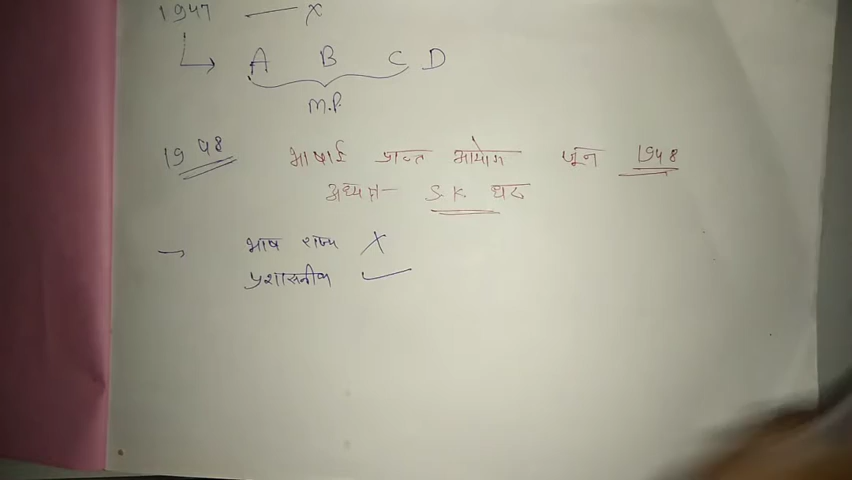 1947 — x
A B C D
M.P.
1948 भाषाई प्रान्त आयोग जून 1948
अध्यक्ष - S.K. धर
→ भाष राज्य X
प्रशासनीक ✓